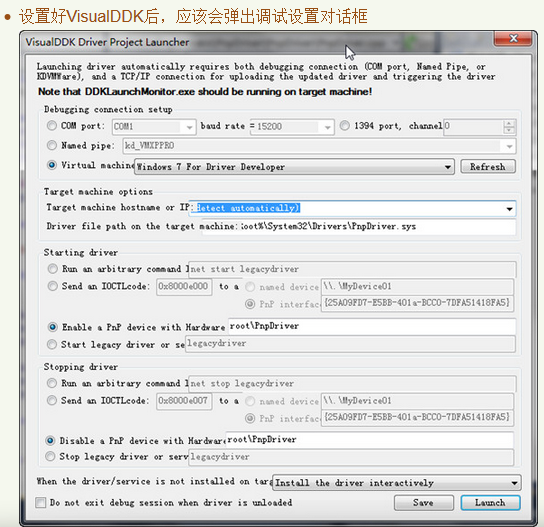 设置好VisualDDK后，应该会弹出调试设置对话框
VisualDDK Driver Project Launcher
Launching driver automatically requires both debugging connection (COM port, Named Pipe, or
KDVMWare), and a TCP/IP connection for uploading the updated driver and triggering the driver
Note that DDKLaunchMonitor.exe should be running on target machine!
Debugging connection setup
COM port: COM1 baud rate = 15200 1394 port, channel 0
Named pipe: kd_VMXPPRO
Virtual machine Windows 7 For Driver Developer Refresh
Target machine options
Target machine hostname or IP: detect automatically)
Driver file path on the target machine: oot%\System32\Drivers\PnpDriver.sys
Starting driver
Run an arbitrary command l net start legacydriver
Send an IOCTL code: 0x8000e000 to a named device \\.\MyDevice01
PnP interfac {25A09FD7-E5BB-401a-BCC0-7DFA51418FA5}
Enable a PnP device with Hardware root\PnpDriver
Start legacy driver or se legacydriver
Stopping driver
Run an arbitrary command l net stop legacydriver
Send an IOCTL code: 0x8000e007 to a named device \\.\MyDevice01
PnP interfac {25A09FD7-E5BB-401a-BCC0-7DFA51418FA5}
Disable a PnP device with Hardwar root\PnpDriver
Stop legacy driver or serv legacydriver
When the driver/service is not installed on targ Install the driver interactively
Do not exit debug session when driver is unloaded Save Launch